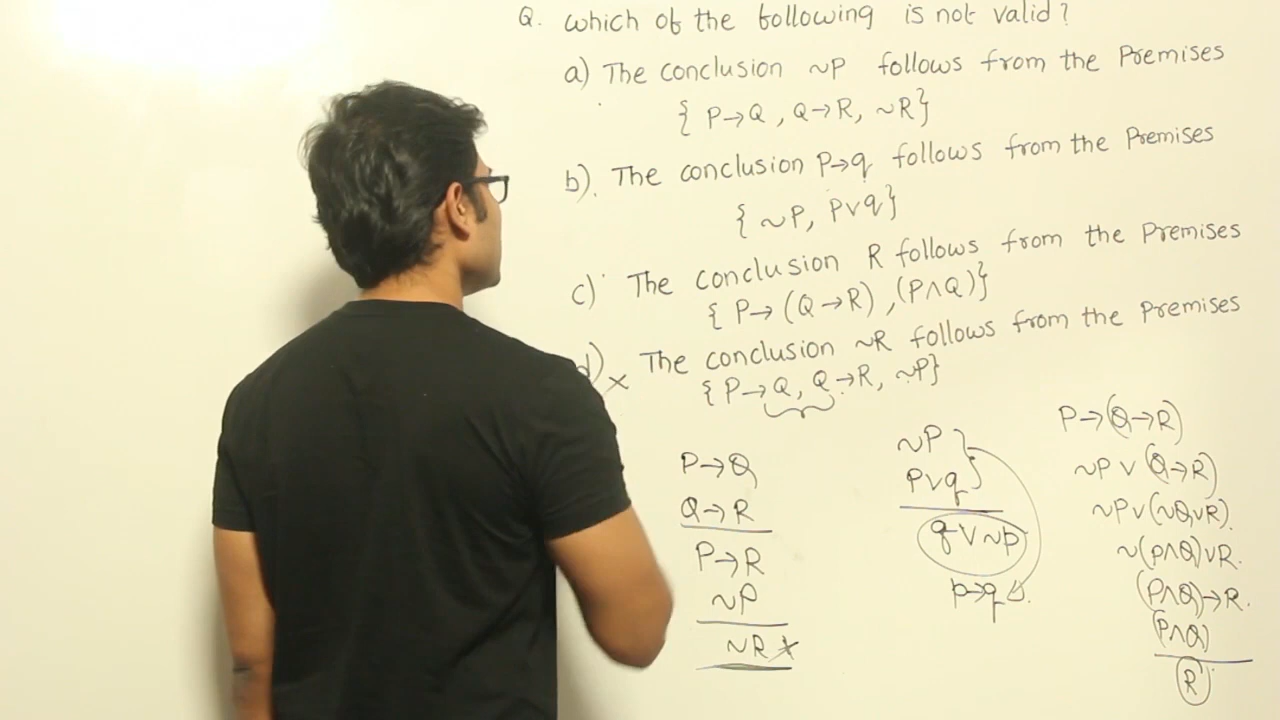 Q. which of the following is not valid?
a) The conclusion ~P follows from the Premises
{ P→Q , Q→R, ~R}
b). The conclusion P→q follows from the Premises
{ ~P, P∨q}
c) The conclusion R follows from the Premises
{ P→ (Q→R) , (P∧Q)}
d) x The conclusion ~R follows from the Premises
{ P→Q, Q→R, ~P}
P→Q
Q→R
P→R
~P
~R x
~P
P∨q
q∨~p
p→q
P→(Q→R)
~P∨(Q→R)
~P∨(~Q∨R).
~(P∧Q)∨R.
(P∧Q)→R.
(P∧Q)
R